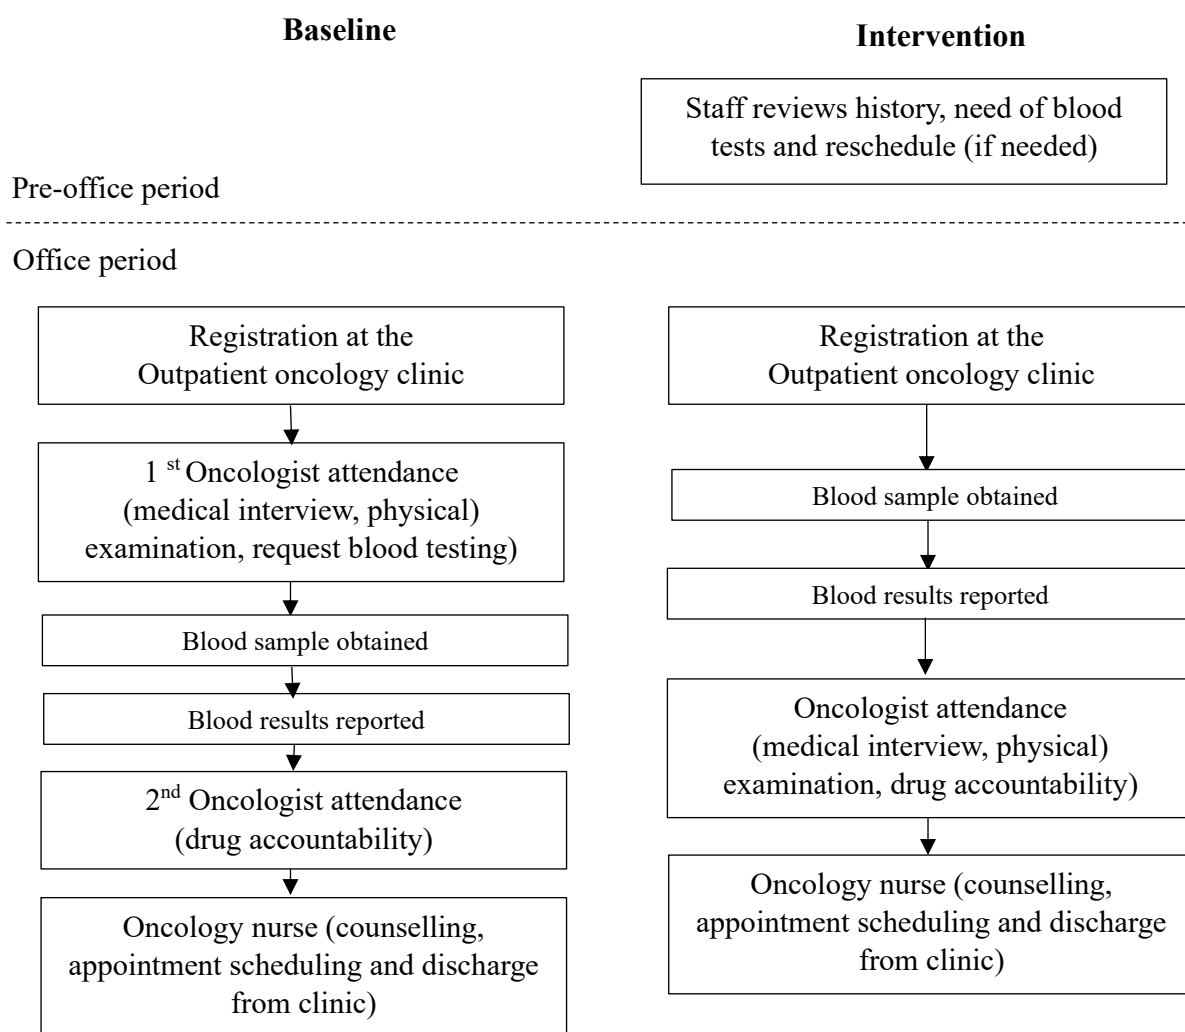 Baseline
Intervention
Staff reviews history, need of blood
tests and reschedule (if needed)
Pre-office period
Office period
Registration at the
Outpatient oncology clinic
1 st Oncologist attendance
(medical interview, physical)
examination, request blood testing)
Blood sample obtained
Blood results reported
2nd Oncologist attendance
(drug accountability)
Oncology nurse (counselling,
appointment scheduling and discharge
from clinic)
Registration at the
Outpatient oncology clinic
Blood sample obtained
Blood results reported
Oncologist attendance
(medical interview, physical)
examination, drug accountability)
Oncology nurse (counselling,
appointment scheduling and discharge
from clinic)